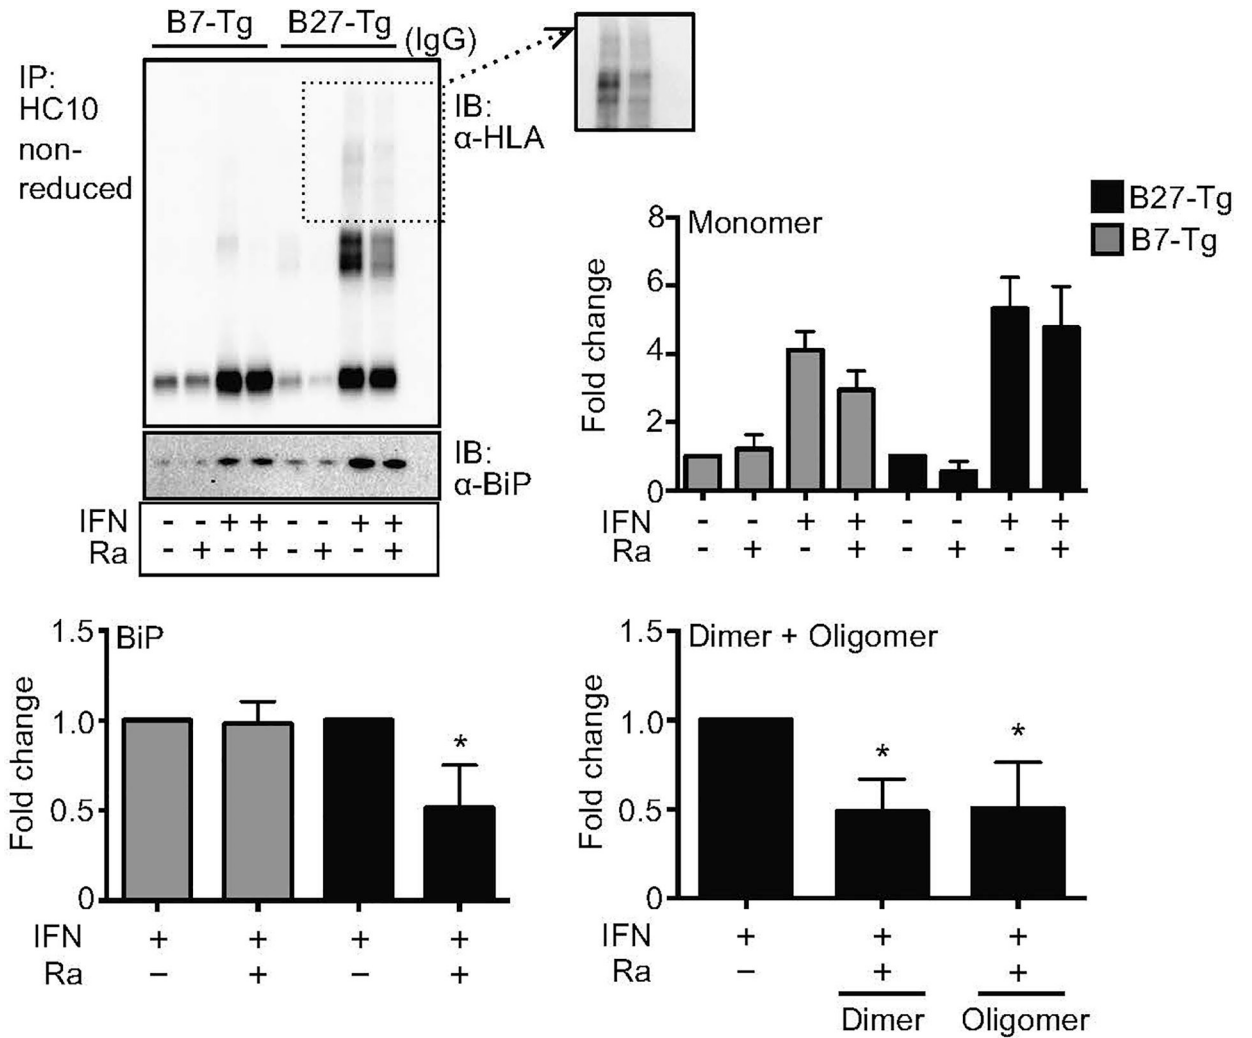 B7-Tg B27-Tg (IgG)
IP:
HC10
non-
reduced
IB:
α-HLA
IB:
α-BiP
IFN - - + + - - + +
Ra - + - + - + - +
B27-Tg
B7-Tg
Monomer
Fold change
8
6
4
2
0
IFN - - + + - - + +
Ra - + - + - + - +
BiP
Fold change
1.5
1.0
0.5
0
*
IFN + + + +
Ra – + – +
Dimer + Oligomer
Fold change
1.5
1.0
0.5
0
* *
IFN + + +
Ra – + +
Dimer Oligomer